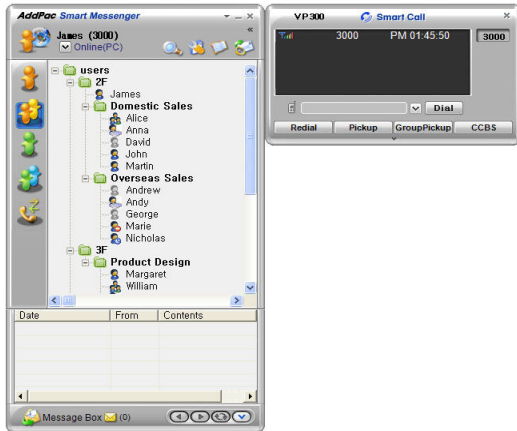 AddPac Smart Messenger
James (3000)
Online(PC)
users
2F
James
Domestic Sales
Alice
Anna
David
John
Martin
Overseas Sales
Andrew
Andy
George
Marie
Nicholas
3F
Product Design
Margaret
William
Date From Contents
Message Box (0)
VP300 Smart Call
3000 PM 01:45:50 3000
Dial
Redial Pickup GroupPickup CCBS